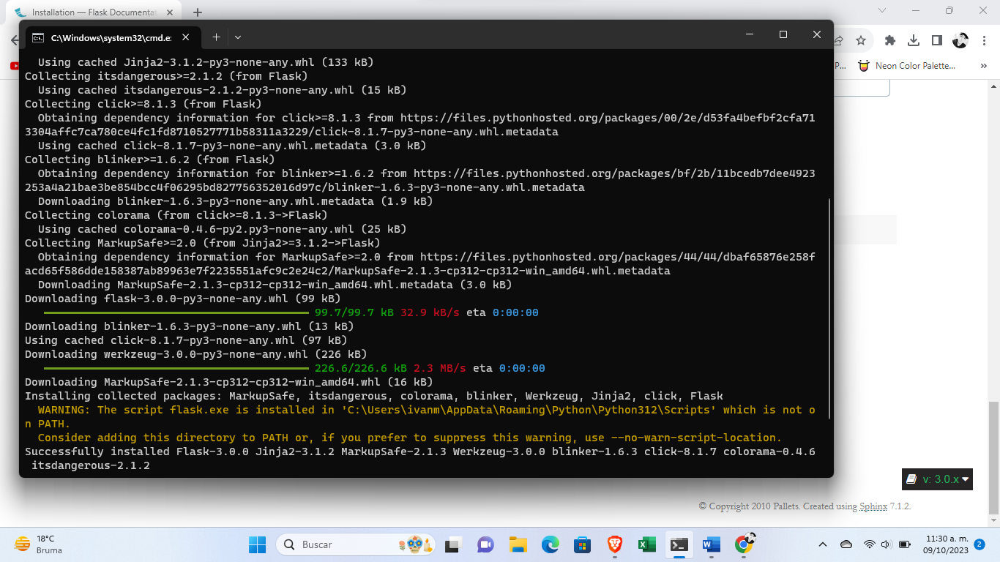 Installation — Flask Documentat
C:\Windows\system32\cmd.e:
Using cached Jinja2-3.1.2-py3-none-any.whl (133 kB)
Collecting itsdangerous>=2.1.2 (from Flask)
Using cached itsdangerous-2.1.2-py3-none-any.whl (15 kB)
Collecting click>=8.1.3 (from Flask)
Obtaining dependency information for click>=8.1.3 from https://files.pythonhosted.org/packages/00/2e/d53fa4befbf2cfa71
3304affc7ca780ce4fc1fd8710527771b58311a3229/click-8.1.7-py3-none-any.whl.metadata
Using cached click-8.1.7-py3-none-any.whl.metadata (3.0 kB)
Collecting blinker>=1.6.2 (from Flask)
Obtaining dependency information for blinker>=1.6.2 from https://files.pythonhosted.org/packages/bf/2b/11bcedb7dee4923
253a4a21bae3be854bcc4f06295bd827756352016d97c/blinker-1.6.3-py3-none-any.whl.metadata
Downloading blinker-1.6.3-py3-none-any.whl.metadata (1.9 kB)
Collecting colorama (from click>=8.1.3->Flask)
Using cached colorama-0.4.6-py2.py3-none-any.whl (25 kB)
Collecting MarkupSafe>=2.0 (from Jinja2>=3.1.2->Flask)
Obtaining dependency information for MarkupSafe>=2.0 from https://files.pythonhosted.org/packages/44/44/dbaf65876e258f
acd65f586dde158387ab89963e7f2235551afc9c2e24c2/MarkupSafe-2.1.3-cp312-cp312-win_amd64.whl.metadata
Downloading MarkupSafe-2.1.3-cp312-cp312-win_amd64.whl.metadata (3.0 kB)
Downloading flask-3.0.0-py3-none-any.whl (99 kB)
99.7/99.7 kB 32.9 kB/s eta 0:00:00
Downloading blinker-1.6.3-py3-none-any.whl (13 kB)
Using cached click-8.1.7-py3-none-any.whl (97 kB)
Downloading werkzeug-3.0.0-py3-none-any.whl (226 kB)
226.6/226.6 kB 2.3 MB/s eta 0:00:00
Downloading MarkupSafe-2.1.3-cp312-cp312-win_amd64.whl (16 kB)
Installing collected packages: MarkupSafe, itsdangerous, colorama, blinker, Werkzeug, Jinja2, click, Flask
WARNING: The script flask.exe is installed in 'C:\Users\ivanm\AppData\Roaming\Python\Python312\Scripts' which is not o
n PATH.
Consider adding this directory to PATH or, if you prefer to suppress this warning, use --no-warn-script-location.
Successfully installed Flask-3.0.0 Jinja2-3.1.2 MarkupSafe-2.1.3 Werkzeug-3.0.0 blinker-1.6.3 click-8.1.7 colorama-0.4.6
itsdangerous-2.1.2
P...
Neon Color Palette...
»
v: 3.0.x
© Copyright 2010 Pallets. Created using Sphinx 7.1.2.
18°C
Bruma
Buscar
11:30 a. m.
09/10/2023
2